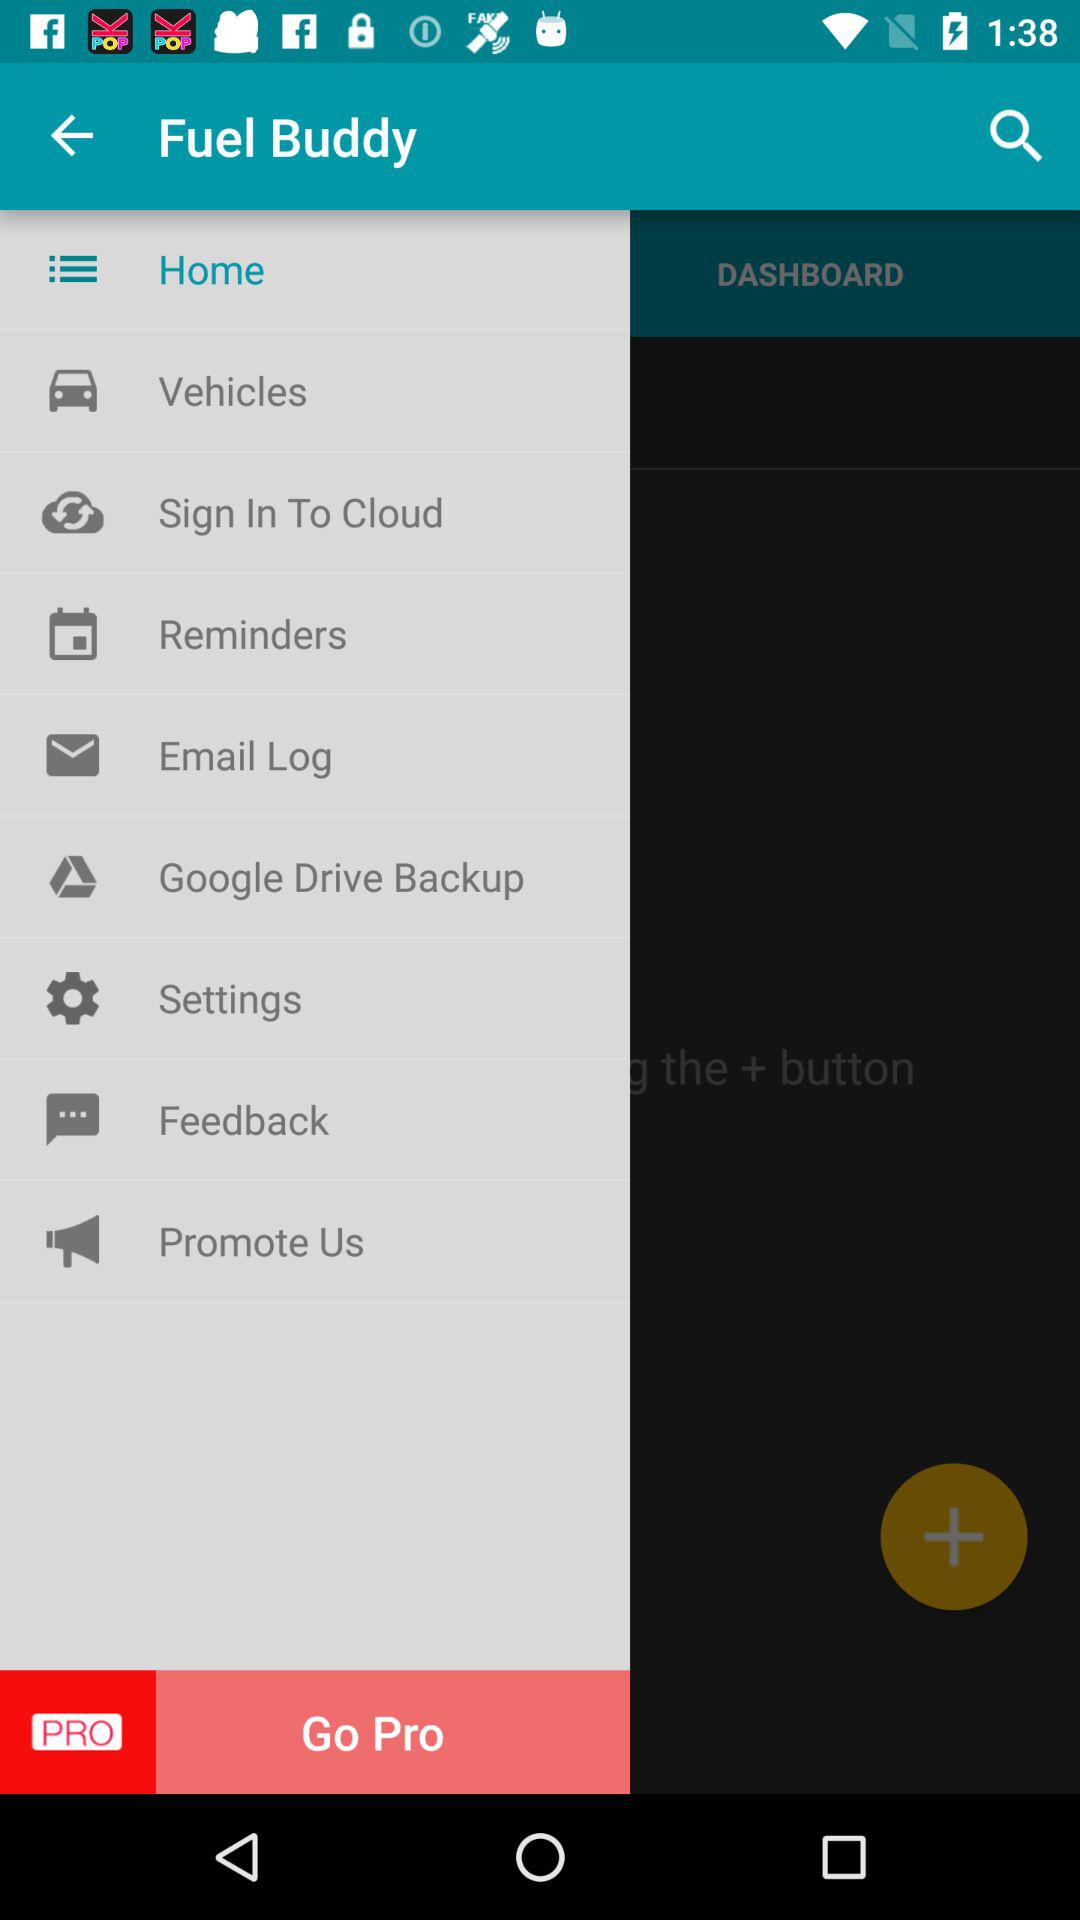 FAKE
1:38
Fuel Buddy
Home
DASHBOARD
Vehicles
Sign In To Cloud
Reminders
Email Log
Google Drive Backup
Settings
g the + button
Feedback
Promote Us
PRO Go Pro